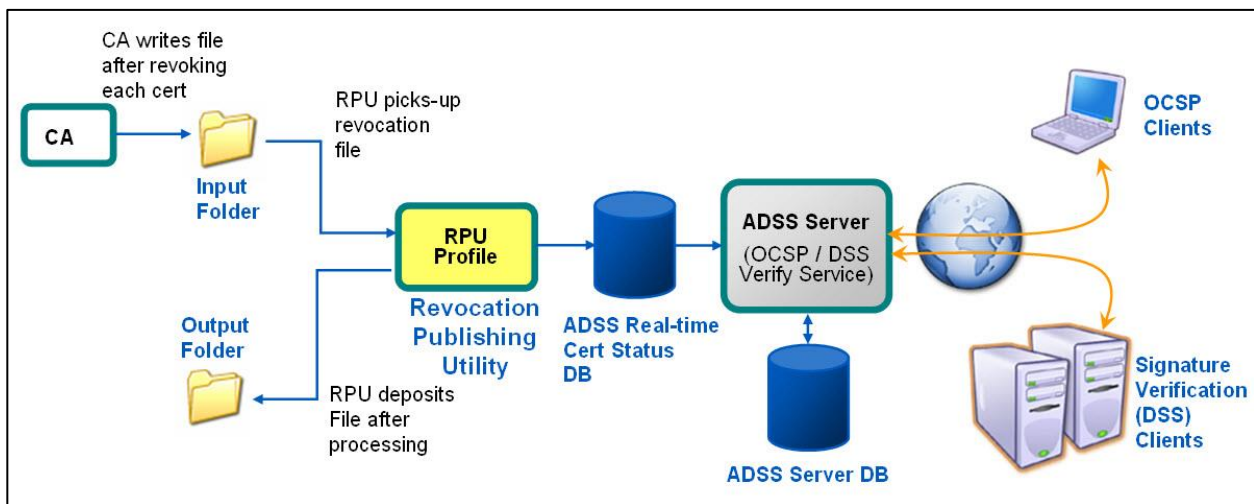 CA writes file
after revoking
each cert
CA
Input
Folder
RPU picks-up
revocation
file
RPU
Profile
Revocation
Publishing
Utility
Output
Folder
RPU deposits
File after
processing
ADSS Real-time
Cert Status
DB
ADSS Server
(OCSP / DSS
Verify Service)
ADSS Server DB
OCSP
Clients
Signature
Verification
(DSS)
Clients